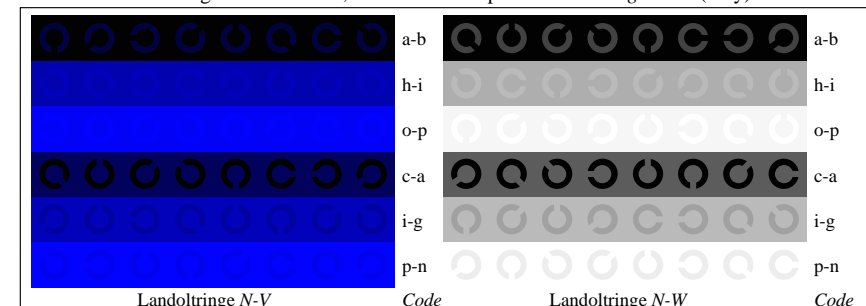 a-b a-b
h-i h-i
o-p o-p
c-a c-a
i-g i-g
p-n p-n
Landoltringe N-V Code Landoltringe N-W Code